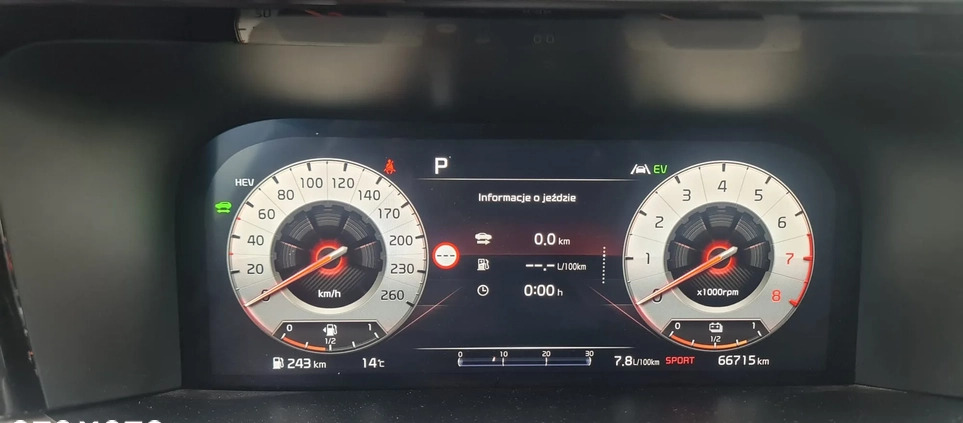 HEV
P
EV
0 20 40 60 80 100 120 140 170 200 230 260
km/h
0 1/2 1
Informacje o jeździe
0.0 km
--.- L/100km
0:00 h
---
0 1 2 3 4 5 6 7 8
x1000rpm
0 1/2 1
243 km
14°C
0 10 20 30
7.8 L/100km
SPORT
66715 km